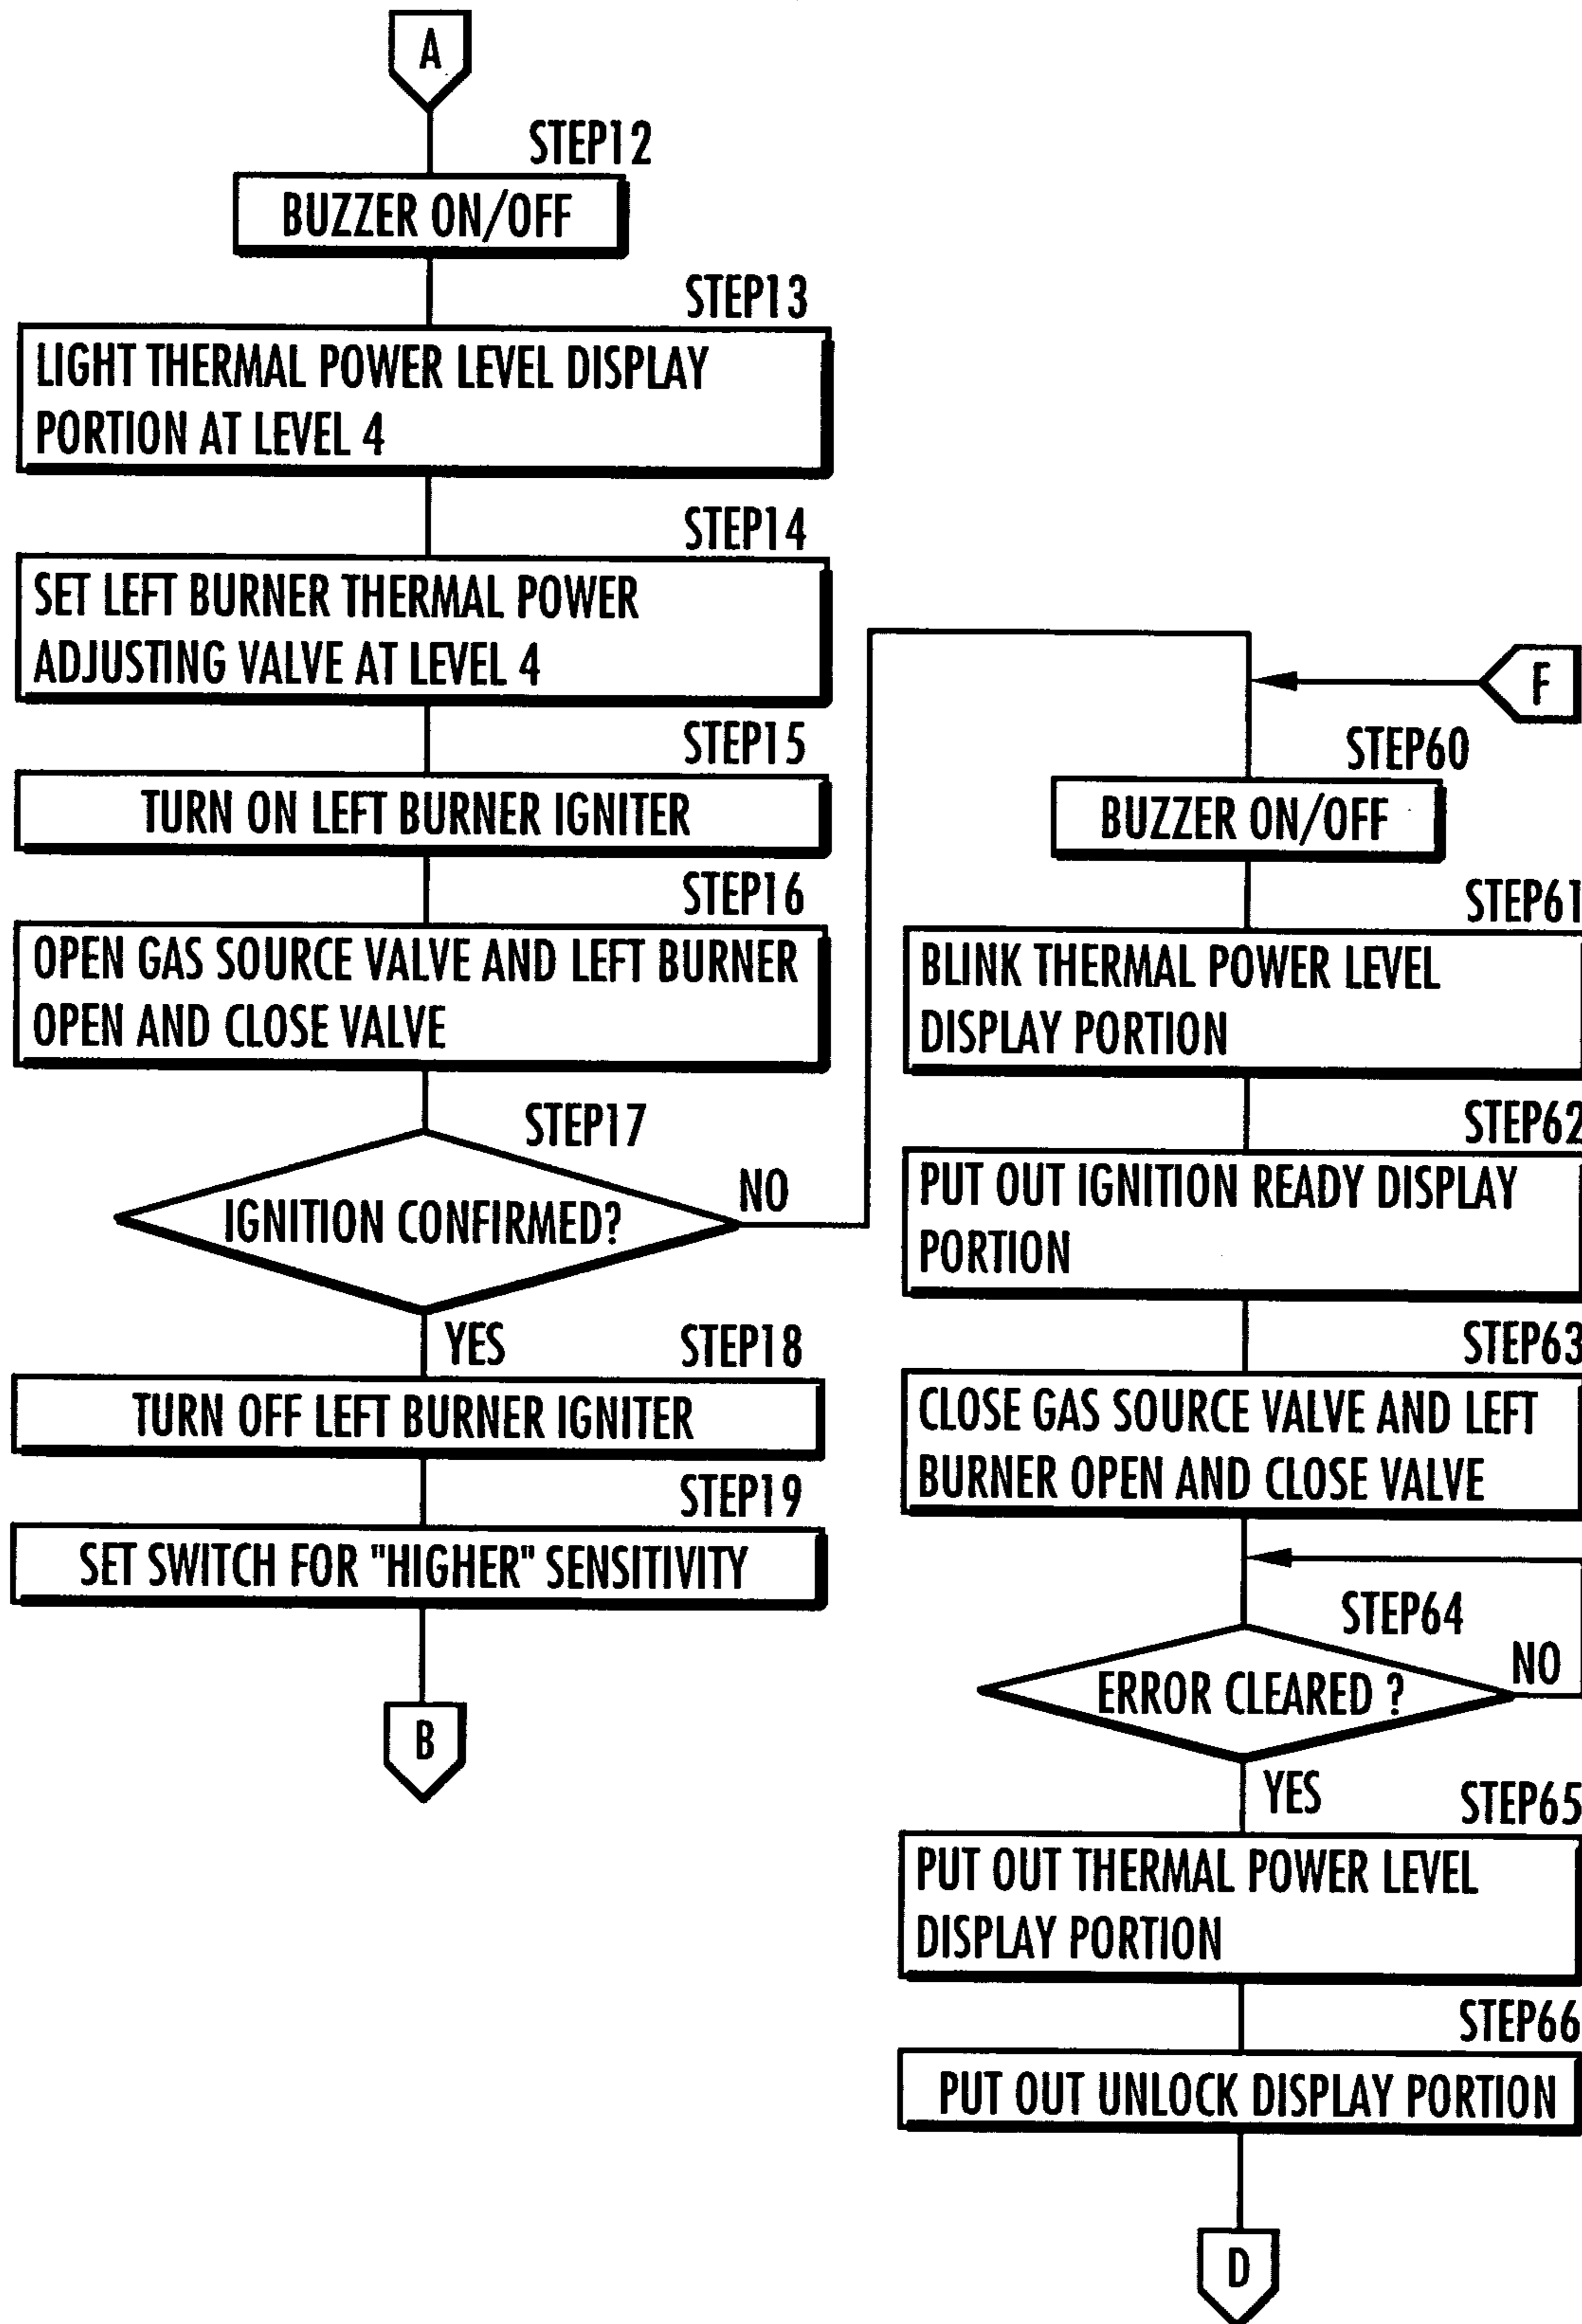 A
STEP12
BUZZER ON/OFF
STEP13
LIGHT THERMAL POWER LEVEL DISPLAY
PORTION AT LEVEL 4
STEP14
SET LEFT BURNER THERMAL POWER
ADJUSTING VALVE AT LEVEL 4
STEP15
TURN ON LEFT BURNER IGNITER
STEP16
OPEN GAS SOURCE VALVE AND LEFT BURNER
OPEN AND CLOSE VALVE
STEP17
IGNITION CONFIRMED?
NO
YES
STEP18
TURN OFF LEFT BURNER IGNITER
STEP19
SET SWITCH FOR "HIGHER" SENSITIVITY
B
F
STEP60
BUZZER ON/OFF
STEP61
BLINK THERMAL POWER LEVEL
DISPLAY PORTION
STEP62
PUT OUT IGNITION READY DISPLAY
PORTION
STEP63
CLOSE GAS SOURCE VALVE AND LEFT
BURNER OPEN AND CLOSE VALVE
STEP64
ERROR CLEARED ?
NO
YES
STEP65
PUT OUT THERMAL POWER LEVEL
DISPLAY PORTION
STEP66
PUT OUT UNLOCK DISPLAY PORTION
D